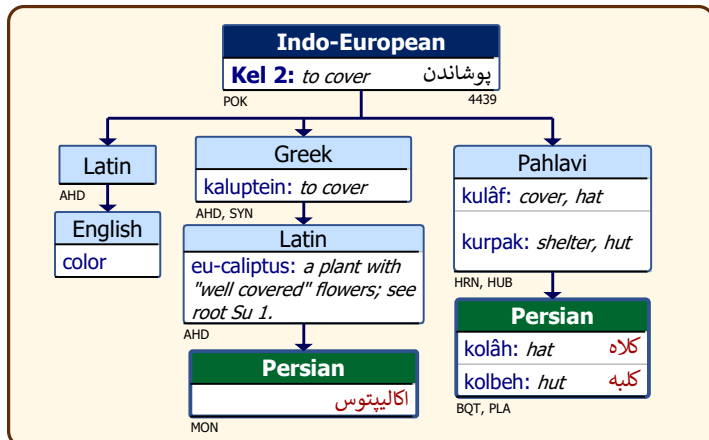 Indo-European
Kel 2: to cover پوشاندن
POK 4439
Latin
AHD
English
color
Greek
kaluptein: to cover
AHD, SYN
Latin
eu-caliptus: a plant with
"well covered" flowers; see
root Su 1.
AHD
Persian
اکالیپتوس
MON
Pahlavi
kulâf: cover, hat
kurpak: shelter, hut
HRN, HUB
Persian
kolâh: hat کلاه
kolbeh: hut کلبه
BQT, PLA